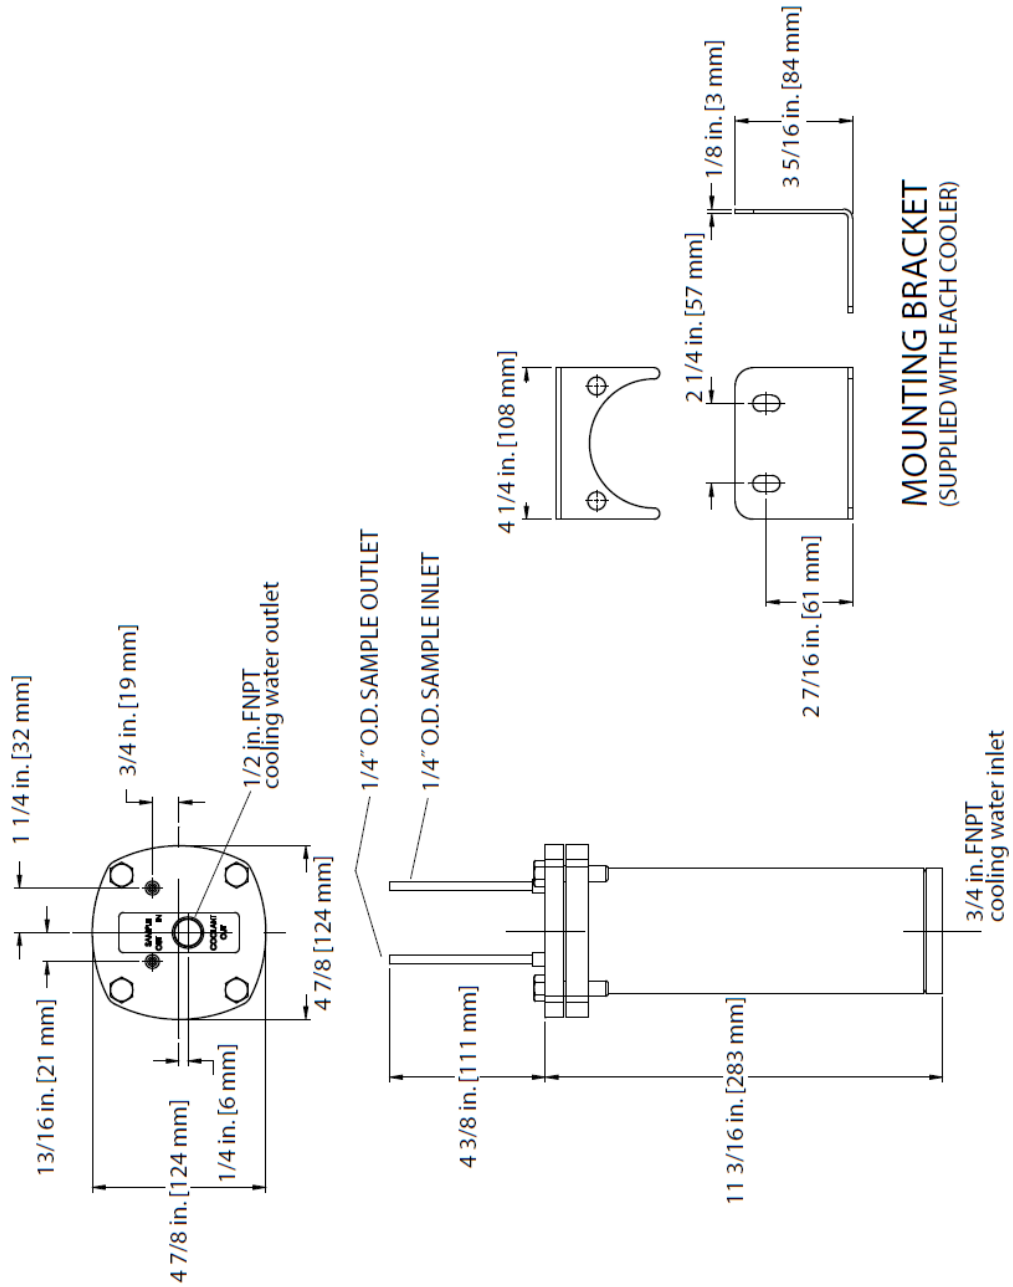 1 1/4 in. [32 mm]
13/16 in. [21 mm]
3/4 in. [19 mm]
4 7/8 in. [124 mm]
1/4 in. [6 mm]
4 7/8 [124 mm]
SAMPLE
OUT IN
COOLANT
OUT
1/2 in. FNPT
cooling water outlet
1/4″ O.D. SAMPLE OUTLET
1/4″ O.D. SAMPLE INLET
4 3/8 in. [111 mm]
11 3/16 in. [283 mm]
3/4 in. FNPT
cooling water inlet
4 1/4 in. [108 mm]
2 1/4 in. [57 mm]
1/8 in. [3 mm]
2 7/16 in. [61 mm]
3 5/16 in. [84 mm]
MOUNTING BRACKET
(SUPPLIED WITH EACH COOLER)